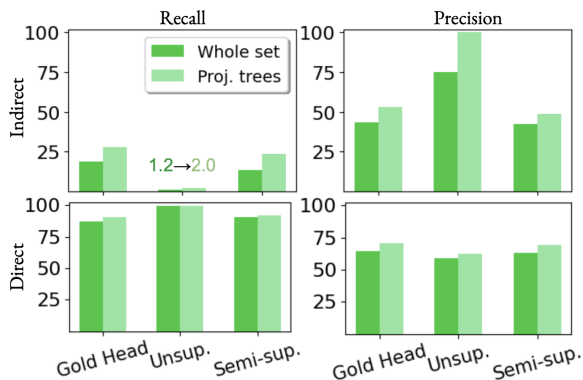 Recall
Precision
Indirect
100
75
50
25
Whole set
Proj. trees
1.2→2.0
100
75
50
25
Direct
100
75
50
25
100
75
50
25
Gold Head
Unsup.
Semi-sup.
Gold Head
Unsup.
Semi-sup.